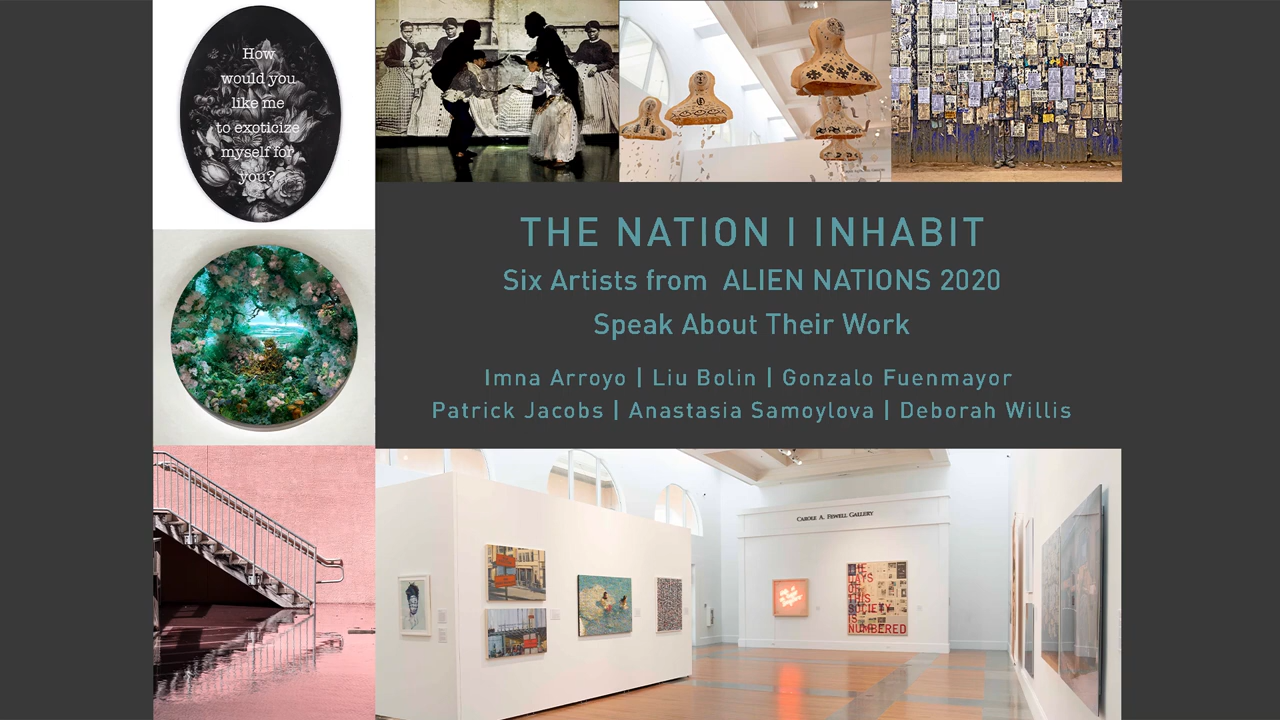 How
would you
like me
to exoticize
myself for
you?
THE NATION I INHABIT
Six Artists from ALIEN NATIONS 2020
Speak About Their Work
Imna Arroyo | Liu Bolin | Gonzalo Fuenmayor
Patrick Jacobs | Anastasia Samoylova | Deborah Willis
CAROLE A. FEWELL GALLERY
THE
DAYS
OF
THIS
SOCIETY
IS
NUMBERED